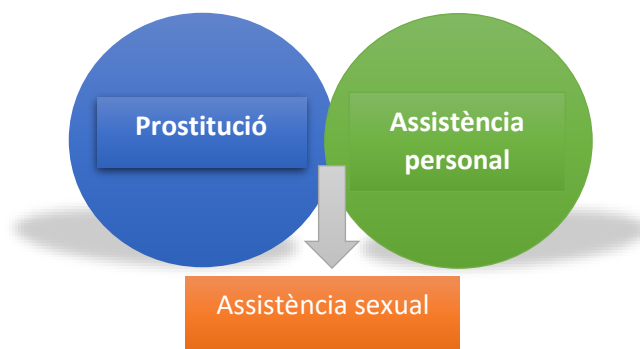 Prostitució
Assistència
personal
Assistència sexual